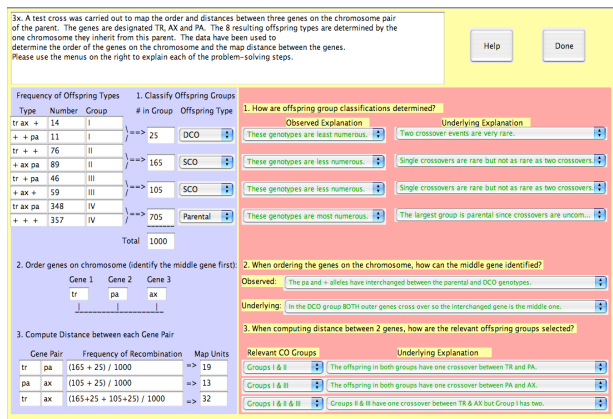 3x. A test cross was carried out to map the order and distances between three genes on the chromosome pair
of the parent. The genes are designated TR, AX and PA. The 8 resulting offspring types are determined by the
one chromosome they inherit from this parent. The data have been used to
determine the order of the genes on the chromosome and the map distance between the genes.
Please use the menus on the right to explain each of the problem-solving steps.
Help Done
Frequency of Offspring Types 1. Classify Offspring Groups
Type Number Group # in Group Offspring Type
tr ax + 14 I
+ + pa 11 I
==> 25 DCO
tr + + 76 II
+ ax pa 89 II
==> 165 SCO
tr + pa 46 III
+ ax + 59 III
==> 105 SCO
tr ax pa 348 IV
+ + + 357 IV
==> 705 Parental
Total 1000
1. How are offspring group classifications determined?
Observed Explanation Underlying Explanation
These genotypes are least numerous. Two crossover events are very rare.
These genotypes are less numerous. Single crossovers are rare but not as rare as two crossovers.
These genotypes are less numerous. Single crossovers are rare but not as rare as two crossovers.
These genotypes are most numerous. The largest group is parental since crossovers are uncom...
2. Order genes on chromosome (identify the middle gene first):
Gene 1 Gene 2 Gene 3
tr pa ax
2. When ordering the genes on the chromosome, how can the middle gene identified?
Observed: The pa and + alleles have interchanged between the parental and DCO genotypes.
Underlying: In the DCO group BOTH outer genes cross over so the interchanged gene is the middle one.
3. Compute Distance between each Gene Pair
Gene Pair Frequency of Recombination Map Units
tr pa (165 + 25) / 1000 => 19
pa ax (105 + 25) / 1000 => 13
tr ax (165+25 + 105+25) / 1000 => 32
3. When computing distance between 2 genes, how are the relevant offspring groups selected?
Relevant CO Groups Underlying Explanation
Groups I & II The offspring in both groups have one crossover between TR and PA.
Groups I & III The offspring in both groups have one crossover between PA and AX.
Groups I & II & III Groups II & III have one crossover between TR & AX but Group I has two.